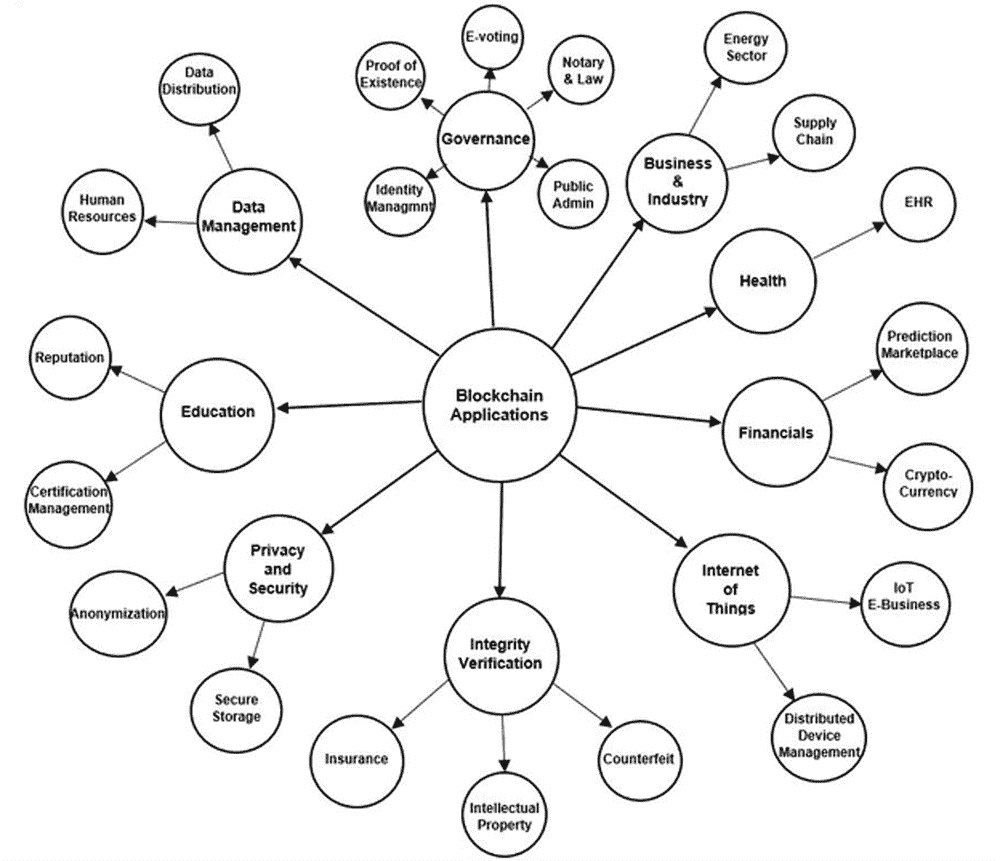 E-voting
Proof of
Existence
Notary
& Law
Governance
Identity
Managmnt
Public
Admin
Energy
Sector
Supply
Chain
Business
&
Industry
EHR
Health
Data
Distribution
Human
Resources
Data
Management
Blockchain
Applications
Prediction
Marketplace
Financials
Crypto-
Currency
Reputation
Education
Certification
Management
Privacy
and
Security
Anonymization
Secure
Storage
Integrity
Verification
Insurance
Intellectual
Property
Counterfeit
Internet
of
Things
IoT
E-Business
Distributed
Device
Management